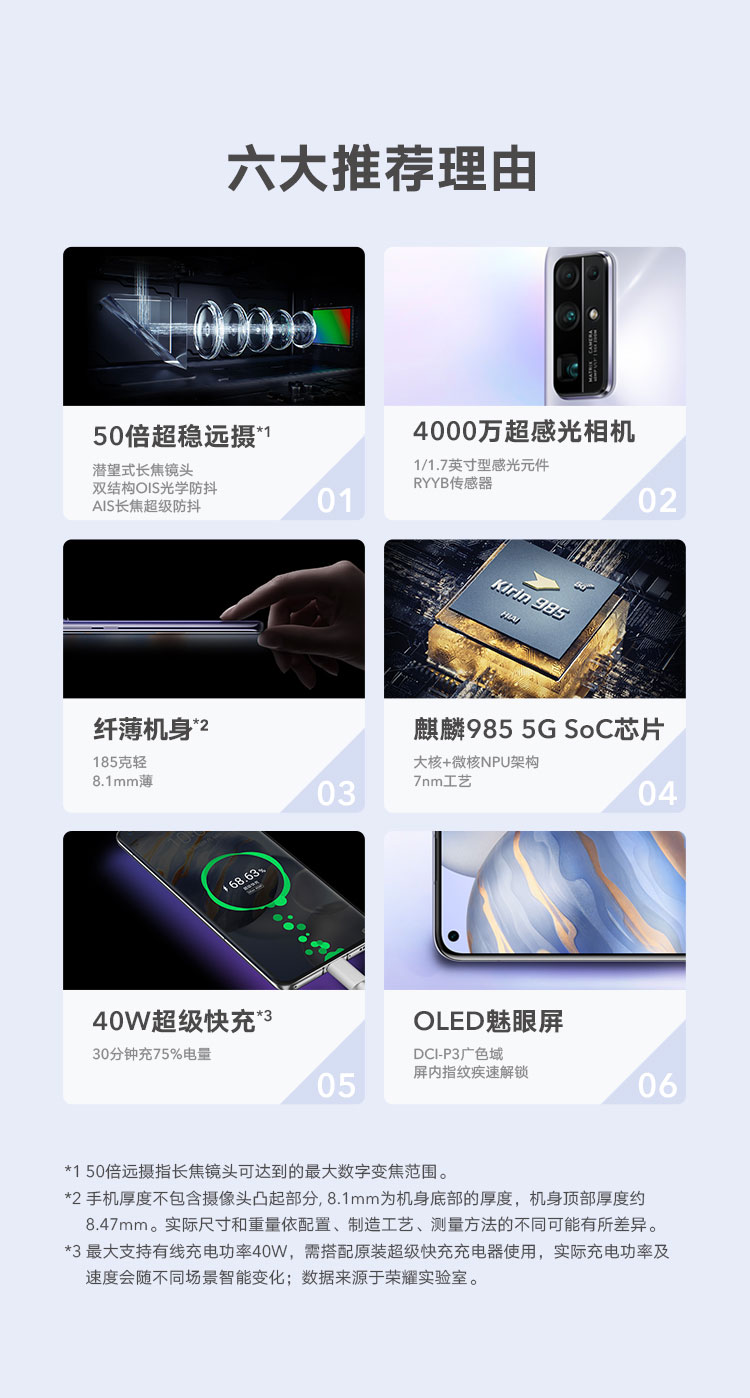 六大推荐理由
50倍超稳远摄*1
潜望式长焦镜头
双结构OIS光学防抖
AIS长焦超级防抖
01
MATRIX CAMERA
4000万超感光相机
1/1.7英寸型感光元件
RYYB传感器
02
纤薄机身*2
185克轻
8.1mm薄
03
Kirin 985
5G
HUAI
麒麟985 5G SoC芯片
大核+微核NPU架构
7nm工艺
04
68.63%
40W超级快充*3
30分钟充75%电量
05
OLED魅眼屏
DCI-P3广色域
屏内指纹疾速解锁
06
*1 50倍远摄指长焦镜头可达到的最大数字变焦范围。
*2 手机厚度不包含摄像头凸起部分, 8.1mm为机身底部的厚度，机身顶部厚度约
8.47mm。实际尺寸和重量依配置、制造工艺、测量方法的不同可能有所差异。
*3 最大支持有线充电功率40W，需搭配原装超级快充充电器使用，实际充电功率及
速度会随不同场景智能变化；数据来源于荣耀实验室。